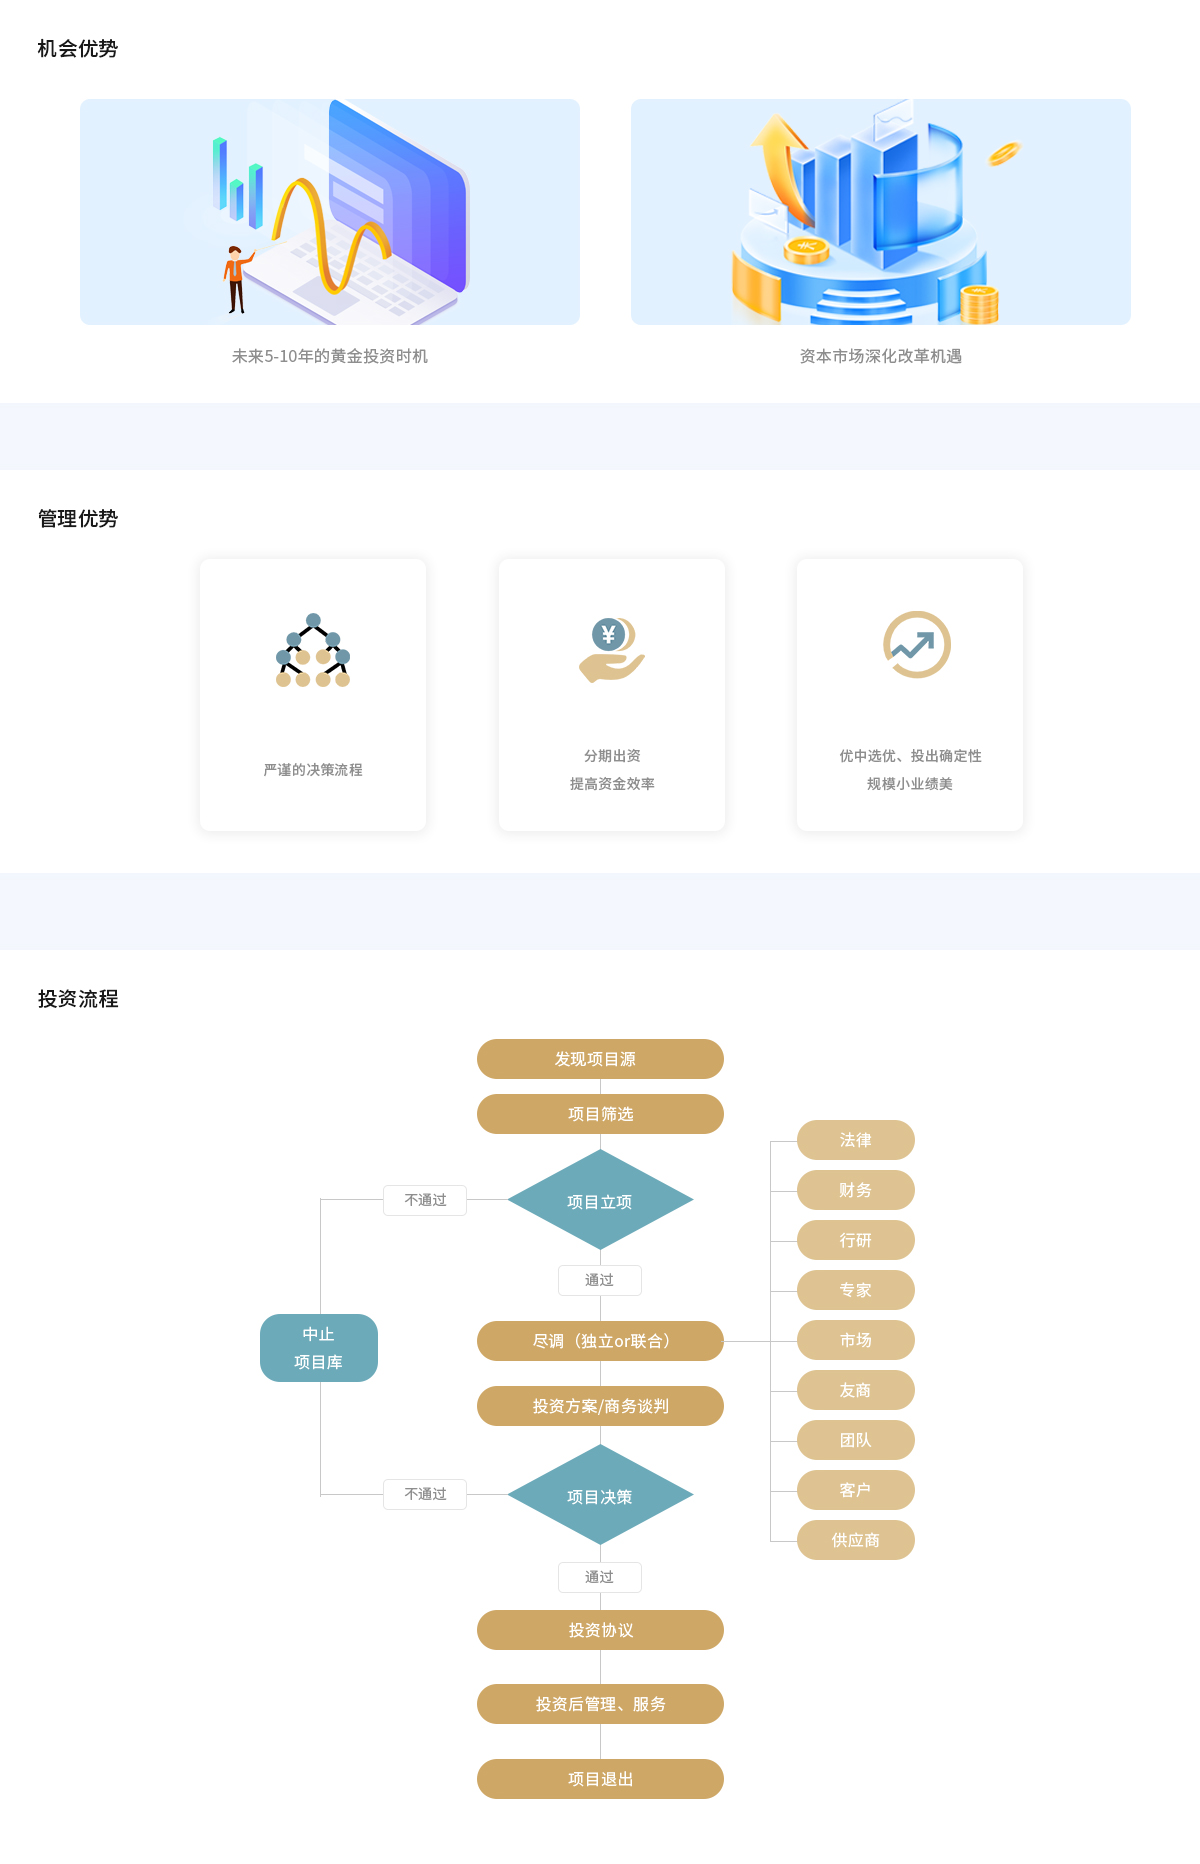 机会优势
未来5-10年的黄金投资时机
资本市场深化改革机遇
管理优势
严谨的决策流程
分期出资
提高资金效率
优中选优、投出确定性
规模小业绩美
投资流程
发现项目源
项目筛选
项目立项
不通过
通过
中止
项目库
尽调（独立or联合）
投资方案/商务谈判
项目决策
不通过
通过
投资协议
投资后管理、服务
项目退出
法律
财务
行研
专家
市场
友商
团队
客户
供应商
¥